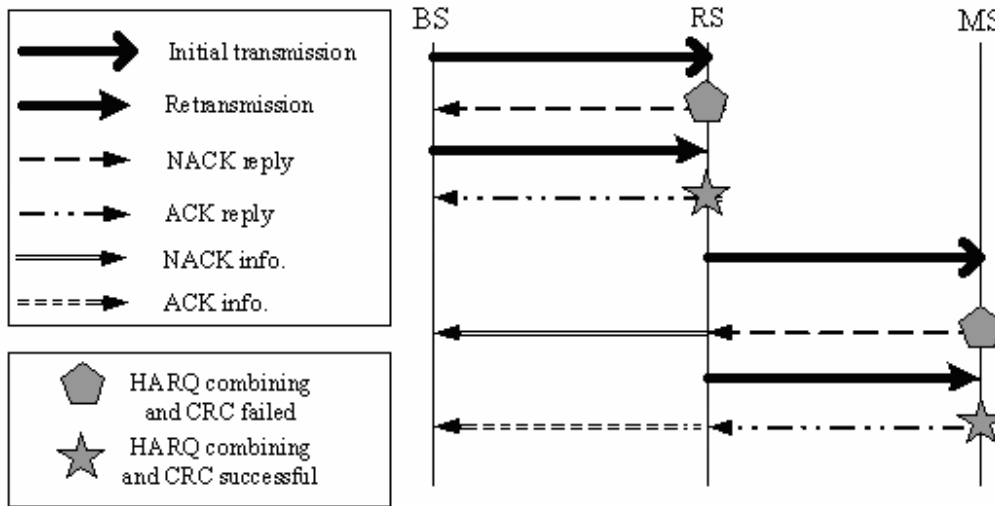 BS
RS
MS
Initial transmission
Retransmission
NACK reply
ACK reply
NACK info.
ACK info.
HARQ combining
and CRC failed
HARQ combining
and CRC successful